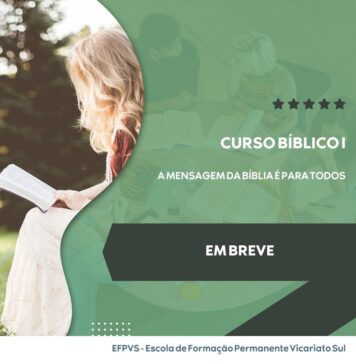 CURSO BÍBLICO I
A MENSAGEM DA BÍBLIA É PARA TODOS
EM BREVE
EFPVS - Escola de Formação Permanente Vicariato Sul